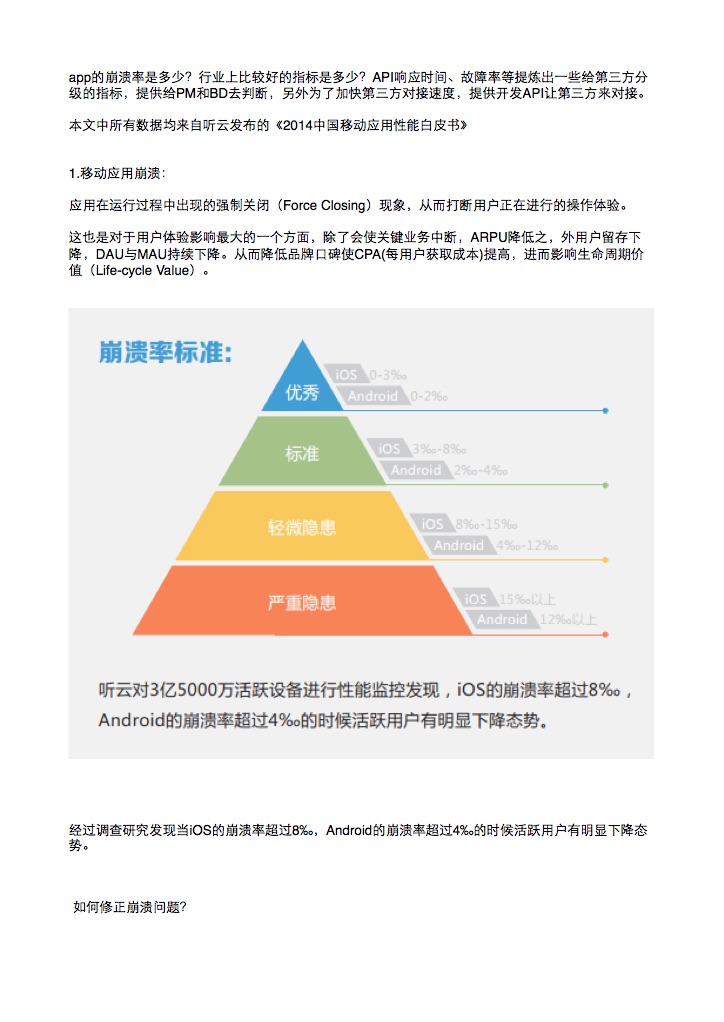 app的崩溃率是多少？行业上比较好的指标是多少？API响应时间、故障率等提炼出一些给第三方分
级的指标，提供给PM和BD去判断，另外为了加快第三方对接速度，提供开发API让第三方来对接。
本文中所有数据均来自听云发布的《2014中国移动应用性能白皮书》
1.移动应用崩溃：
应用在运行过程中出现的强制关闭（Force Closing）现象，从而打断用户正在进行的操作体验。
这也是对于用户体验影响最大的一个方面，除了会使关键业务中断，ARPU降低之，外用户留存下
降，DAU与MAU持续下降。从而降低品牌口碑使CPA(每用户获取成本)提高，进而影响生命周期价
值（Life-cycle Value）。
崩溃率标准:
优秀
iOS 0-3‰
Android 0-2‰
标准
iOS 3‰-8‰
Android 2‰-4‰
轻微隐患
iOS 8‰-15‰
Android 4‰-12‰
严重隐患
iOS 15‰以上
Android 12‰以上
听云对3亿5000万活跃设备进行性能监控发现，iOS的崩溃率超过8‰，
Android的崩溃率超过4‰的时候活跃用户有明显下降态势。
经过调查研究发现当iOS的崩溃率超过8‰，Android的崩溃率超过4‰的时候活跃用户有明显下降态
势。
如何修正崩溃问题？